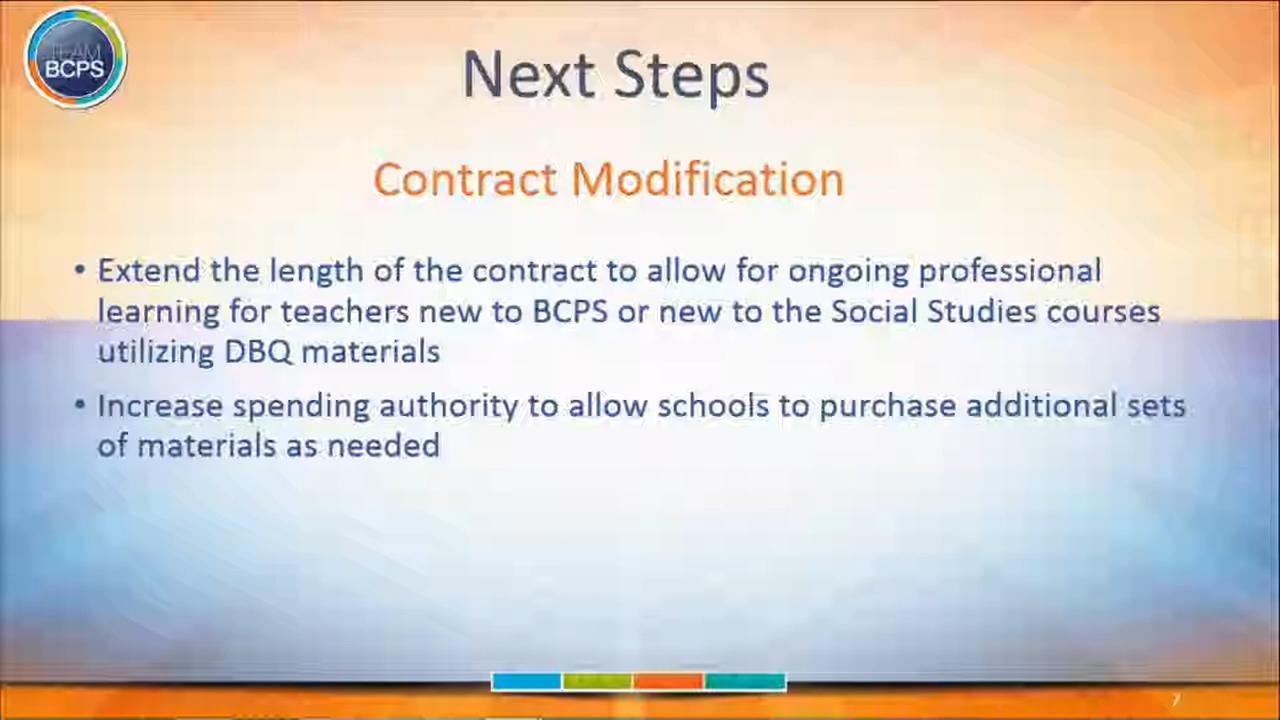 TEAM
BCPS
Next Steps
Contract Modification
• Extend the length of the contract to allow for ongoing professional
learning for teachers new to BCPS or new to the Social Studies courses
utilizing DBQ materials
• Increase spending authority to allow schools to purchase additional sets
of materials as needed
7